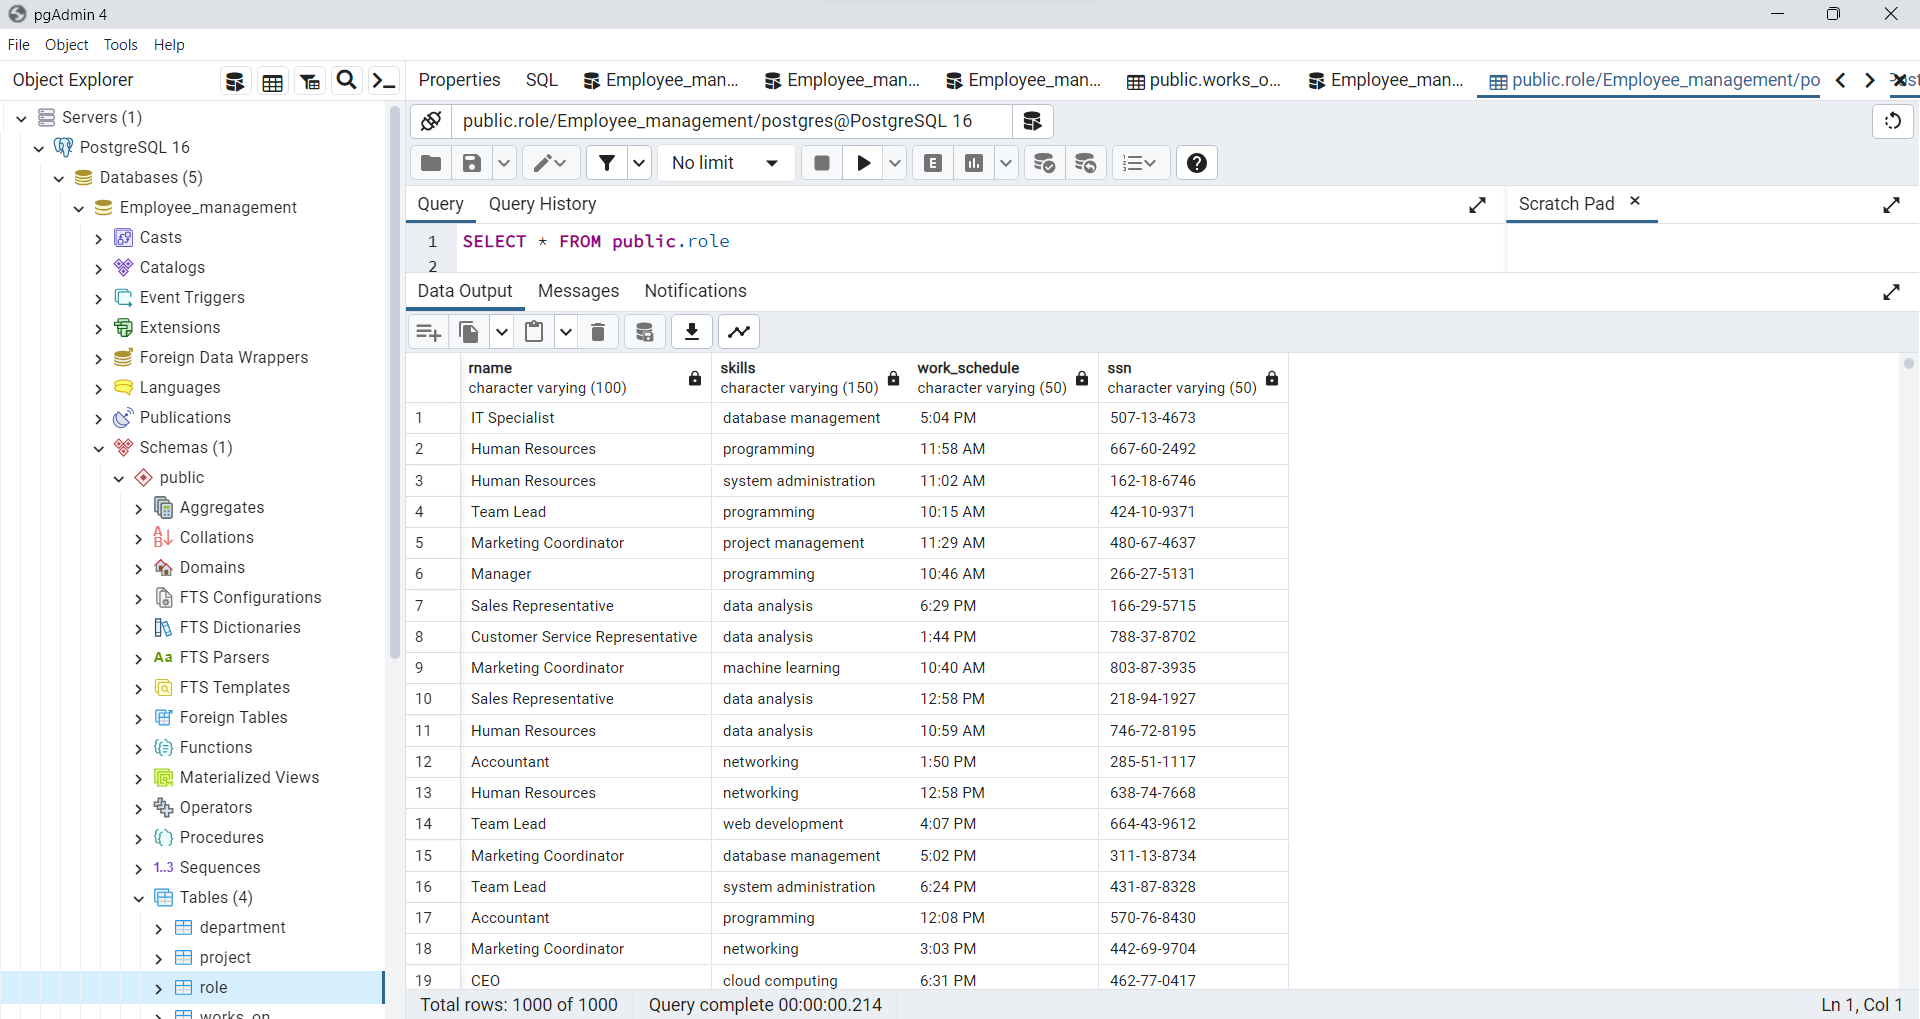 pgAdmin 4
File Object Tools Help
Object Explorer
Properties SQL Employee_man... Employee_man... Employee_man... public.works_o... Employee_man... public.role/Employee_management/po
Servers (1)
PostgreSQL 16
Databases (5)
Employee_management
Casts
Catalogs
Event Triggers
Extensions
Foreign Data Wrappers
Languages
Publications
Schemas (1)
public
Aggregates
Collations
Domains
FTS Configurations
FTS Dictionaries
Aa FTS Parsers
FTS Templates
Foreign Tables
Functions
Materialized Views
Operators
Procedures
1..3 Sequences
Tables (4)
department
project
role
works_on
public.role/Employee_management/postgres@PostgreSQL 16
No limit E
Query Query History
Scratch Pad
1 SELECT * FROM public.role
2
Data Output Messages Notifications
rname skills work_schedule ssn
character varying (100) character varying (150) character varying (50) character varying (50)
1 IT Specialist database management 5:04 PM 507-13-4673
2 Human Resources programming 11:58 AM 667-60-2492
3 Human Resources system administration 11:02 AM 162-18-6746
4 Team Lead programming 10:15 AM 424-10-9371
5 Marketing Coordinator project management 11:29 AM 480-67-4637
6 Manager programming 10:46 AM 266-27-5131
7 Sales Representative data analysis 6:29 PM 166-29-5715
8 Customer Service Representative data analysis 1:44 PM 788-37-8702
9 Marketing Coordinator machine learning 10:40 AM 803-87-3935
10 Sales Representative data analysis 12:58 PM 218-94-1927
11 Human Resources data analysis 10:59 AM 746-72-8195
12 Accountant networking 1:50 PM 285-51-1117
13 Human Resources networking 12:58 PM 638-74-7668
14 Team Lead web development 4:07 PM 664-43-9612
15 Marketing Coordinator database management 5:02 PM 311-13-8734
16 Team Lead system administration 6:24 PM 431-87-8328
17 Accountant programming 12:08 PM 570-76-8430
18 Marketing Coordinator networking 3:03 PM 442-69-9704
19 CEO cloud computing 6:31 PM 462-77-0417
Total rows: 1000 of 1000 Query complete 00:00:00.214 Ln 1, Col 1